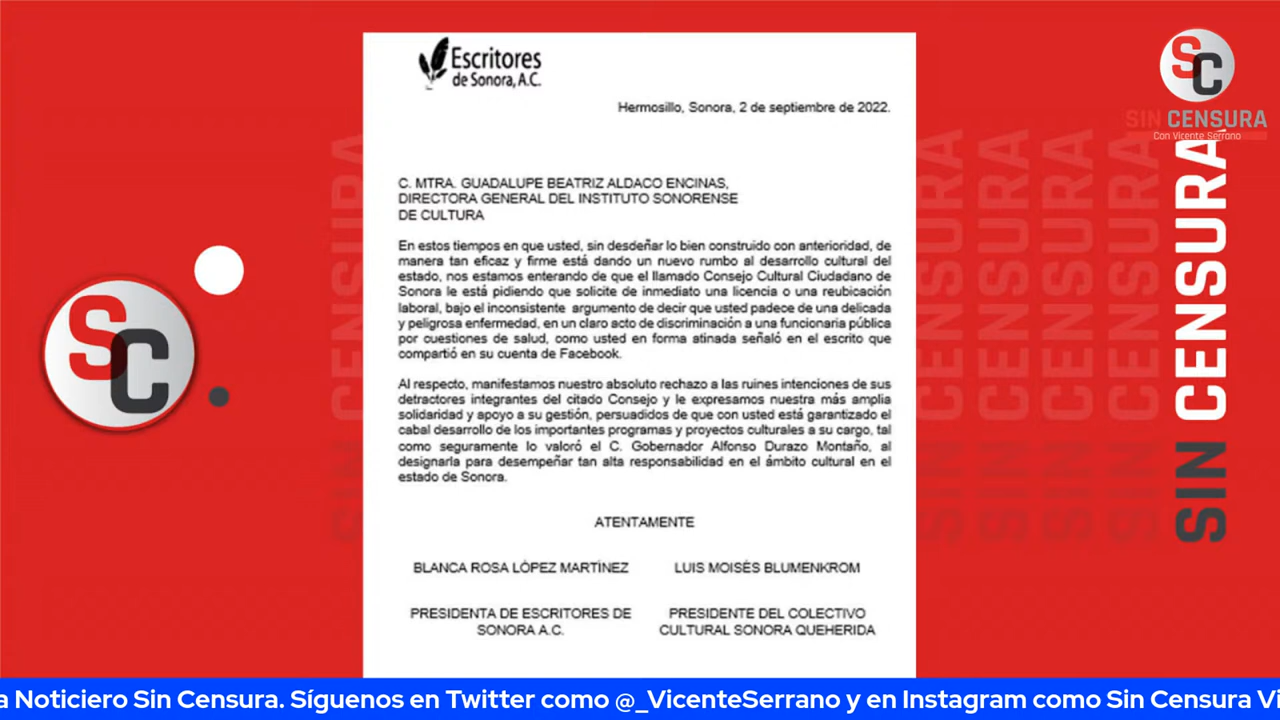 Escritores
de Sonora, A.C.
Hermosillo, Sonora, 2 de septiembre de 2022.
C. MTRA. GUADALUPE BEATRIZ ALDACO ENCINAS,
DIRECTORA GENERAL DEL INSTITUTO SONORENSE
DE CULTURA
En estos tiempos en que usted, sin desdeñar lo bien construido con anterioridad, de
manera tan eficaz y firme está dando un nuevo rumbo al desarrollo cultural del
estado, nos estamos enterando de que el llamado Consejo Cultural Ciudadano de
Sonora le está pidiendo que solicite de inmediato una licencia o una reubicación
laboral, bajo el inconsistente argumento de decir que usted padece de una delicada
y peligrosa enfermedad, en un claro acto de discriminación a una funcionaria pública
por cuestiones de salud, como usted en forma atinada señaló en el escrito que
compartió en su cuenta de Facebook.
Al respecto, manifestamos nuestro absoluto rechazo a las ruines intenciones de sus
detractores integrantes del citado Consejo y le expresamos nuestra más amplia
solidaridad y apoyo a su gestión, persuadidos de que con usted está garantizado el
cabal desarrollo de los importantes programas y proyectos culturales a su cargo, tal
como seguramente lo valoró el C. Gobernador Alfonso Durazo Montaño, al
designarla para desempeñar tan alta responsabilidad en el ámbito cultural en el
estado de Sonora.
ATENTAMENTE
BLANCA ROSA LÓPEZ MARTÍNEZ
LUIS MOISÉS BLUMENKROM
PRESIDENTA DE ESCRITORES DE
SONORA A.C.
PRESIDENTE DEL COLECTIVO
CULTURAL SONORA QUEHERIDA
SC
SC
SIN CENSURA
Con Vicente Serrano
SIN CENSURA
SIN CENSURA
SIN CENSURA
SIN CENSURA
SIN CENSURA
SIN CENSURA
a Noticiero Sin Censura. Síguenos en Twitter como @_VicenteSerrano y en Instagram como Sin Censura Vi